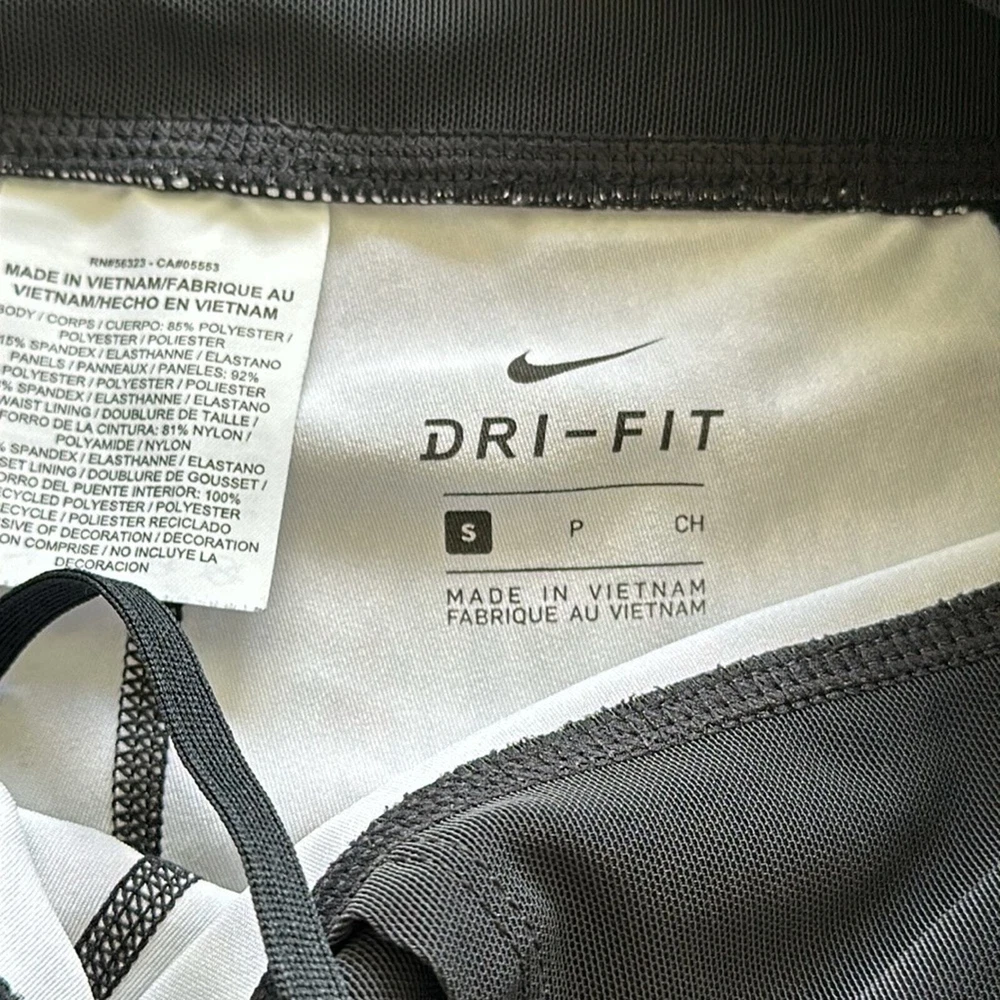 RN#56323 - CA#05553
MADE IN VIETNAM/FABRIQUE AU
VIETNAM/HECHO EN VIETNAM
BODY / CORPS / CUERPO: 85% POLYESTER /
POLYESTER / POLIESTER
15% SPANDEX / ELASTHANNE / ELASTANO
PANELS / PANNEAUX / PANELES: 92%
POLYESTER / POLYESTER / POLIESTER
% SPANDEX / ELASTHANNE / ELASTANO
WAIST LINING / DOUBLURE DE TAILLE /
FORRO DE LA CINTURA: 81% NYLON /
POLYAMIDE / NYLON
% SPANDEX / ELASTHANNE / ELASTANO
LINING / DOUBLURE DE GOUSSET /
DEL PUENTE INTERIOR: 100%
POLYESTER / POLYESTER
/ POLIESTER RECICLADO
OF DECORATION / DECORATION
COMPRISE / NO INCLUYE LA
DECORACION
DRI-FIT
S P CH
MADE IN VIETNAM
FABRIQUE AU VIETNAM